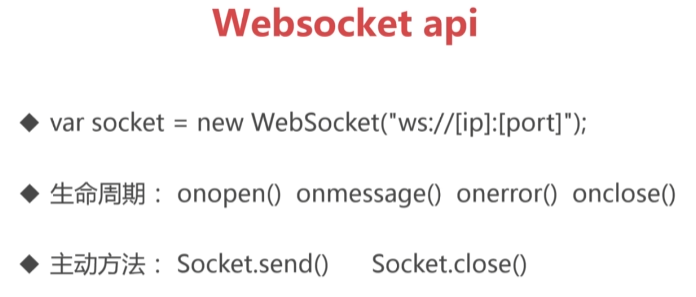 Websocket api
◆ var socket = new WebSocket("ws://[ip]:[port]");
◆ 生命周期： onopen() onmessage() onerror() onclose()
◆ 主动方法： Socket.send() Socket.close()